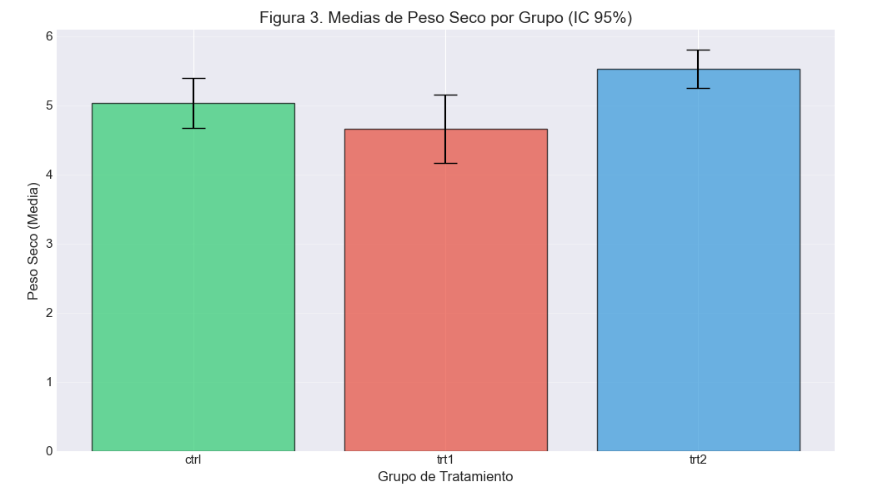 Figura 3. Medias de Peso Seco por Grupo (IC 95%)
6
5
4
3
2
1
0
Peso Seco (Media)
ctrl
trt1
trt2
Grupo de Tratamiento